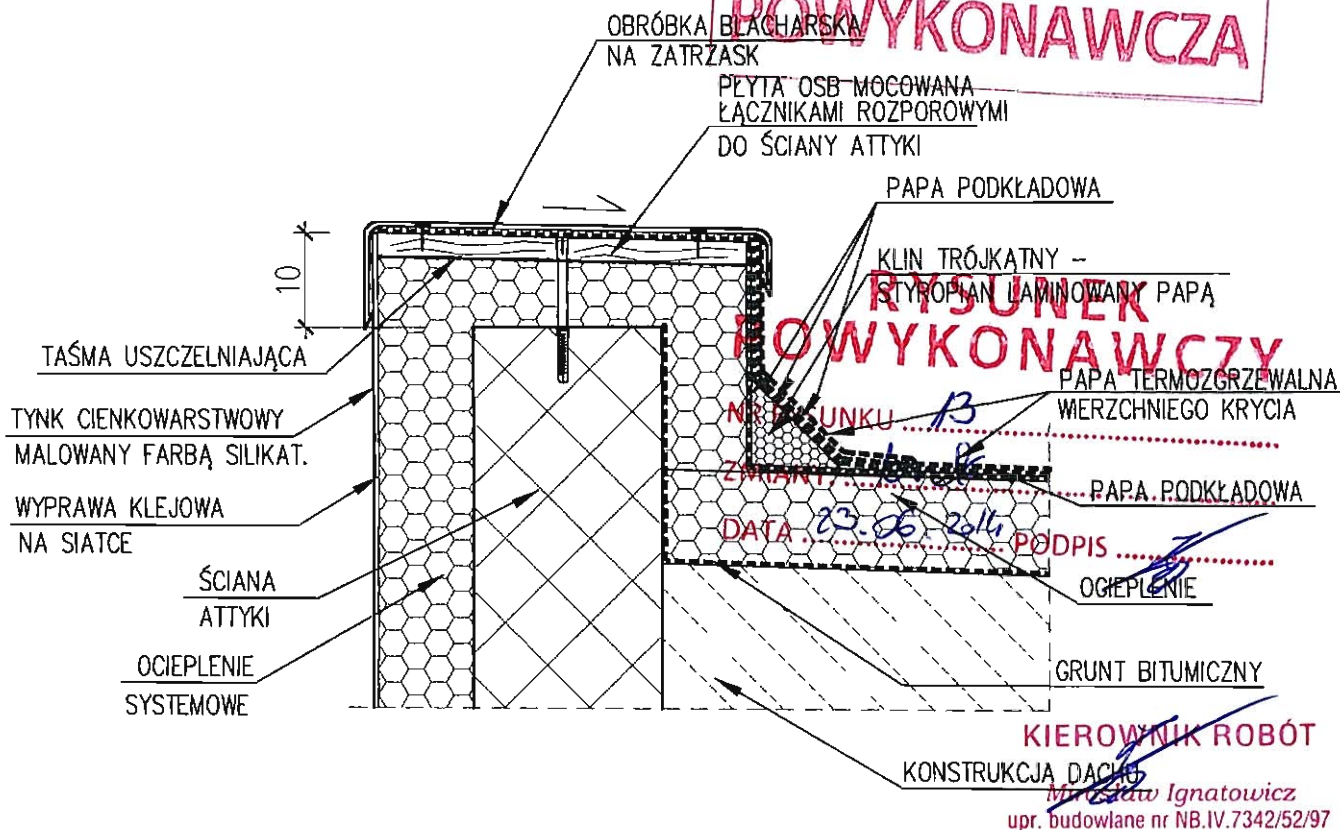 POWYKONAWCZA
OBRÓBKA BLACHARSKA
NA ZATRZASK
PŁYTA OSB MOCOWANA
ŁĄCZNIKAMI ROZPOROWYMI
DO ŚCIANY ATTYKI
PAPA PODKŁADOWA
KLIN TRÓJKĄTNY –
STYROPIAN LAMINOWANY PAPĄ
10
RYSUNEK
POWYKONAWCZY
TAŚMA USZCZELNIAJĄCA
PAPA TERMOZGRZEWALNA
WIERZCHNIEGO KRYCIA
NR RYSUNKU 13
TYNK CIENKOWARSTWOWY
MALOWANY FARBĄ SILIKAT.
ZMIANY:
PAPA PODKŁADOWA
WYPRAWA KLEJOWA
NA SIATCE
DATA 23.06.2014 PODPIS
OCIEPLENIE
ŚCIANA
ATTYKI
OCIEPLENIE
SYSTEMOWE
GRUNT BITUMICZNY
KIEROWNIK ROBÓT
KONSTRUKCJA DACHU
Mirosław Ignatowicz
upr. budowlane nr NB.IV.7342/52/97